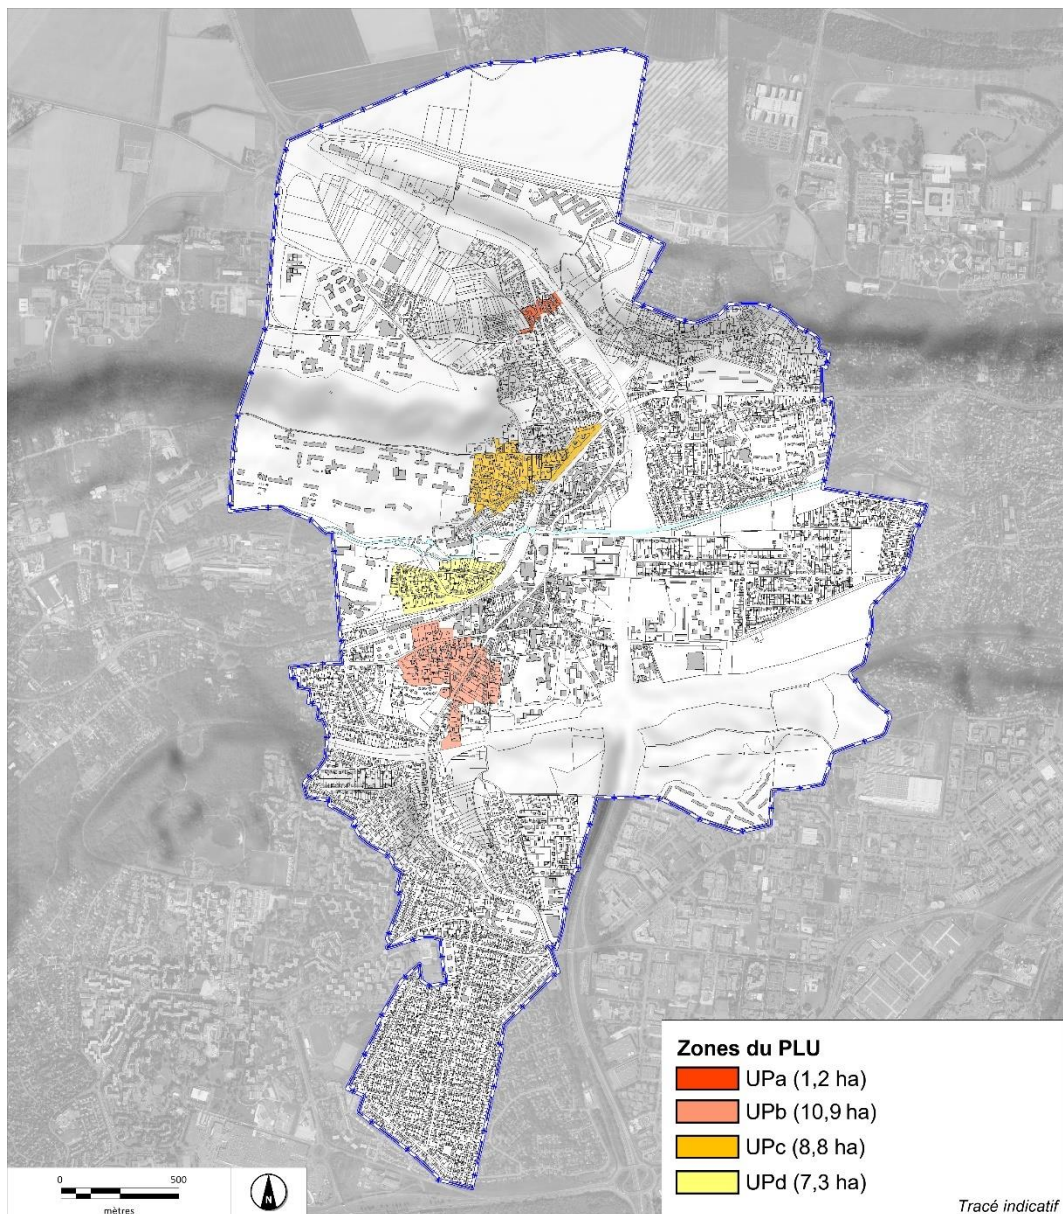 Zones du PLU
UPa (1,2 ha)
UPb (10,9 ha)
UPc (8,8 ha)
UPd (7,3 ha)
0 500
mètres
N
Tracé indicatif